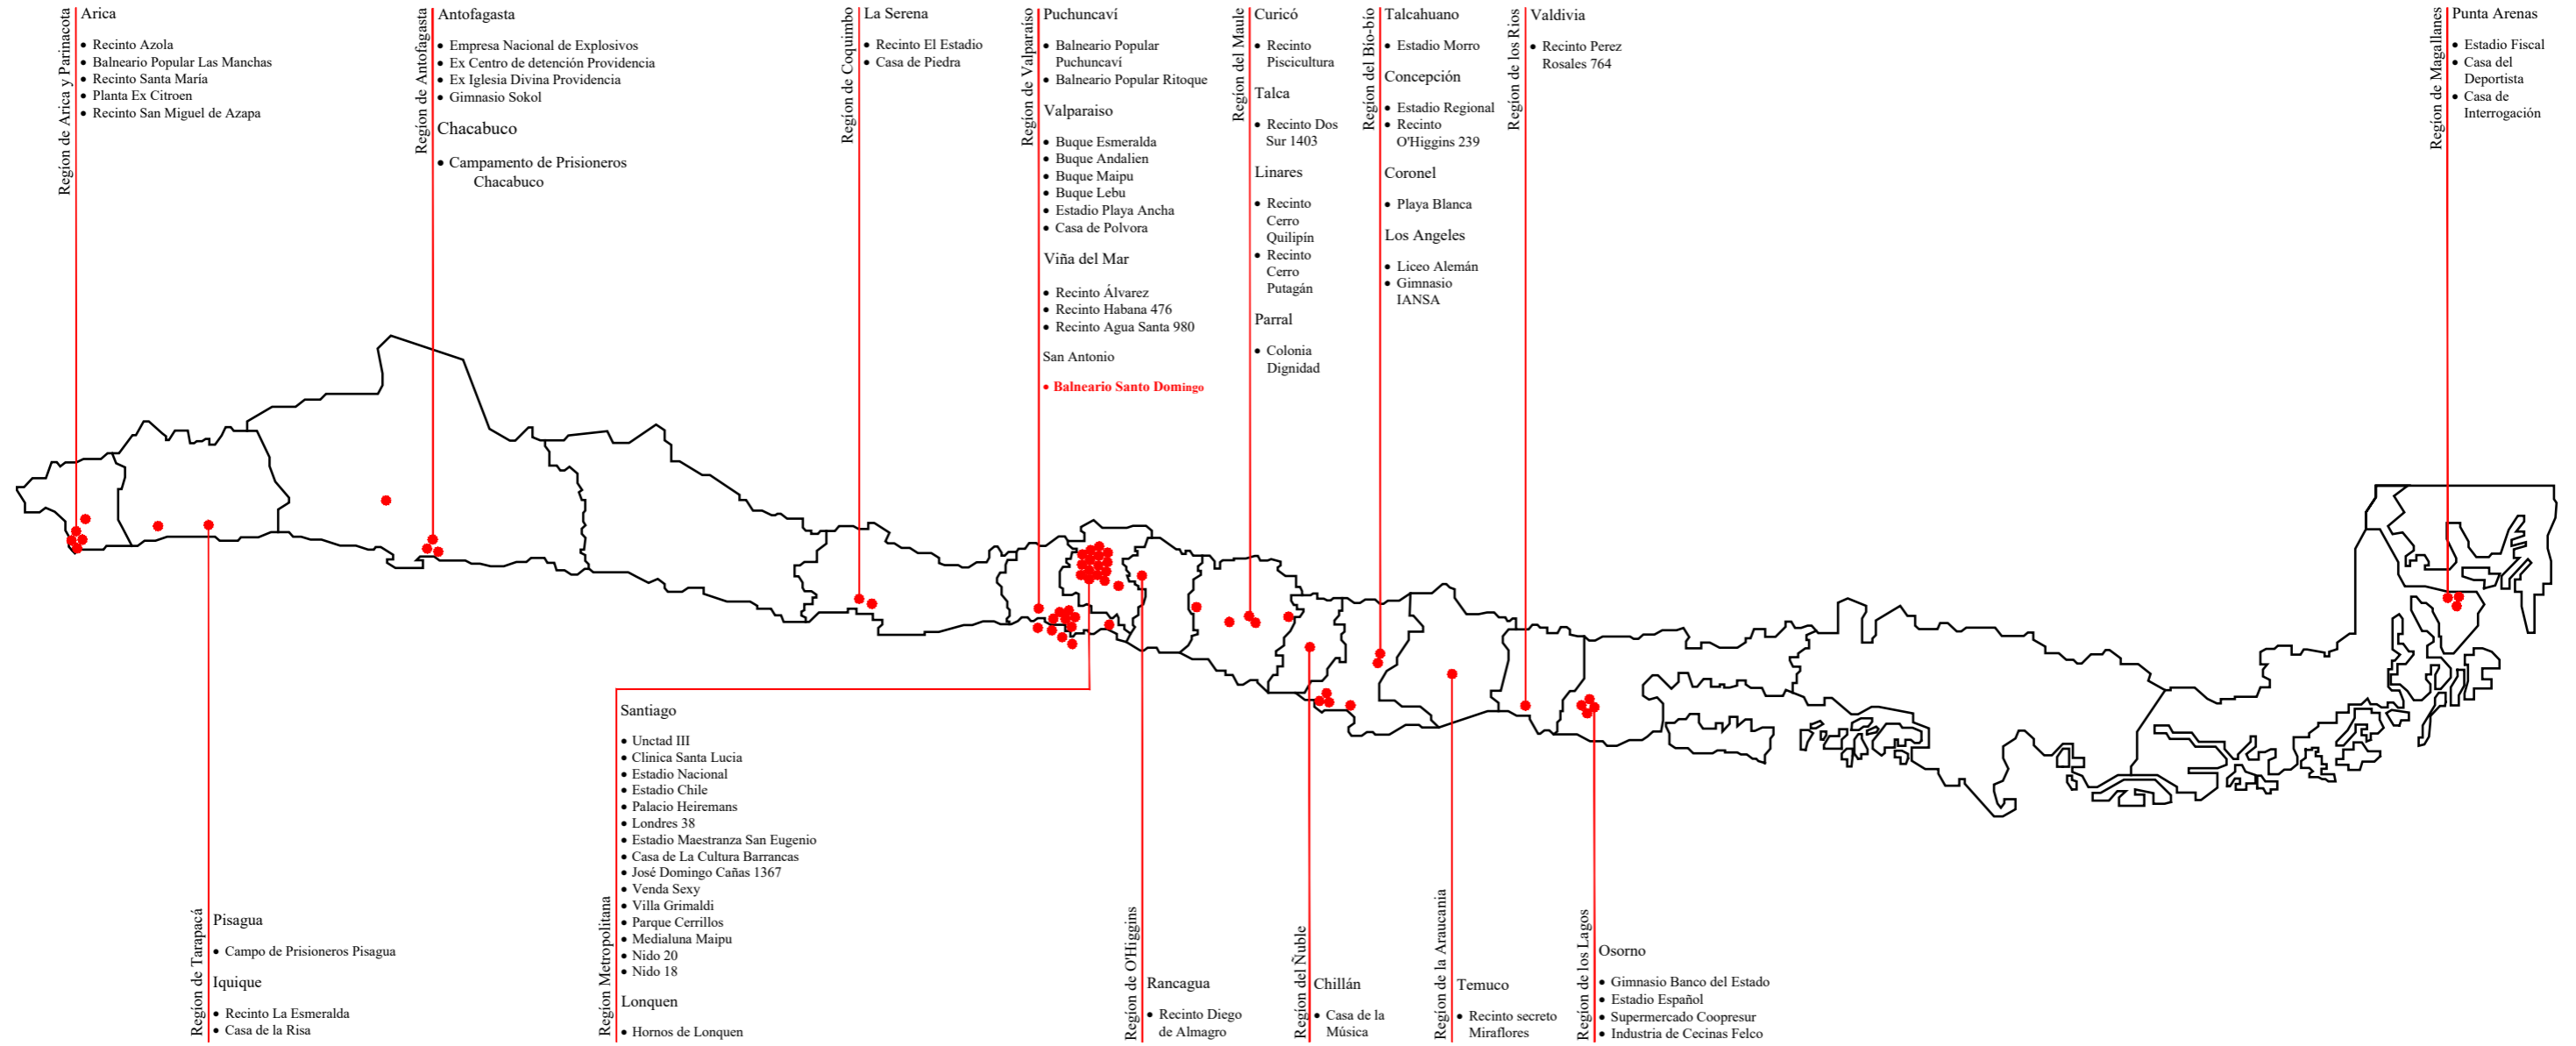 Región de Arica y Parinacota
Arica
• Recinto Azola
• Balneario Popular Las Manchas
• Recinto Santa María
• Planta Ex Citroen
• Recinto San Miguel de Azapa
Región de Antofagasta
Antofagasta
• Empresa Nacional de Explosivos
• Ex Centro de detención Providencia
• Ex Iglesia Divina Providencia
• Gimnasio Sokol
Chacabuco
• Campamento de Prisioneros
Chacabuco
Región de Coquimbo
La Serena
• Recinto El Estadio
• Casa de Piedra
Región de Valparaíso
Puchuncaví
• Balneario Popular
Puchuncaví
• Balneario Popular Ritoque
Valparaiso
• Buque Esmeralda
• Buque Andalien
• Buque Maipu
• Buque Lebu
• Estadio Playa Ancha
• Casa de Polvora
Viña del Mar
• Recinto Álvarez
• Recinto Habana 476
• Recinto Agua Santa 980
San Antonio
• Balneario Santo Domingo
Región del Maule
Curicó
• Recinto
Piscicultura
Talca
• Recinto Dos
Sur 1403
Linares
• Recinto
Cerro
Quilipín
• Recinto
Cerro
Putagán
Parral
• Colonia
Dignidad
Región del Bio-bío
Talcahuano
• Estadio Morro
Concepción
• Estadio Regional
• Recinto
O'Higgins 239
Coronel
• Playa Blanca
Los Angeles
• Liceo Alemán
• Gimnasio
IANSA
Región de los Rios
Valdivia
• Recinto Perez
Rosales 764
Region de Magallanes
Punta Arenas
• Estadio Fiscal
• Casa del
Deportista
• Casa de
Interrogación
Región de Tarapacá
Pisagua
• Campo de Prisioneros Pisagua
Iquique
• Recinto La Esmeralda
• Casa de la Risa
Región Metropolitana
Santiago
• Unctad III
• Clinica Santa Lucia
• Estadio Nacional
• Estadio Chile
• Palacio Heiremans
• Londres 38
• Estadio Maestranza San Eugenio
• Casa de La Cultura Barrancas
• José Domingo Cañas 1367
• Venda Sexy
• Villa Grimaldi
• Parque Cerrillos
• Medialuna Maipu
• Nido 20
• Nido 18
Lonquen
• Hornos de Lonquen
Región de O'Higgins
Rancagua
• Recinto Diego
de Almagro
Región del Ñuble
Chillán
• Casa de la
Música
Región de la Araucania
Temuco
• Recinto secreto
Miraflores
Región de los Lagos
Osorno
• Gimnasio Banco del Estado
• Estadio Español
• Supermercado Coopresur
• Industria de Cecinas Felco